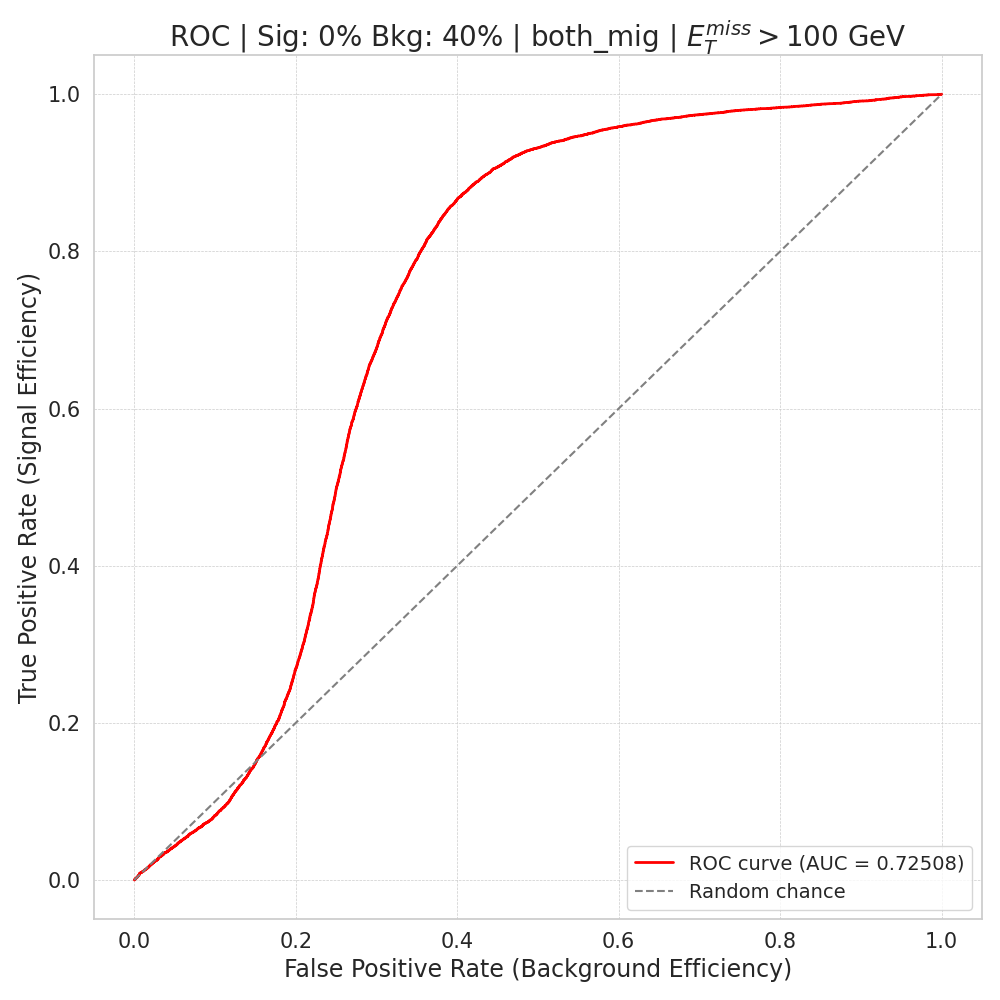 ROC | Sig: 0% Bkg: 40% | both_mig | $E_T^{miss} > 100$ GeV
1.0
0.8
0.6
0.4
0.2
0.0
True Positive Rate (Signal Efficiency)
ROC curve (AUC = 0.72508)
Random chance
0.0 0.2 0.4 0.6 0.8 1.0
False Positive Rate (Background Efficiency)